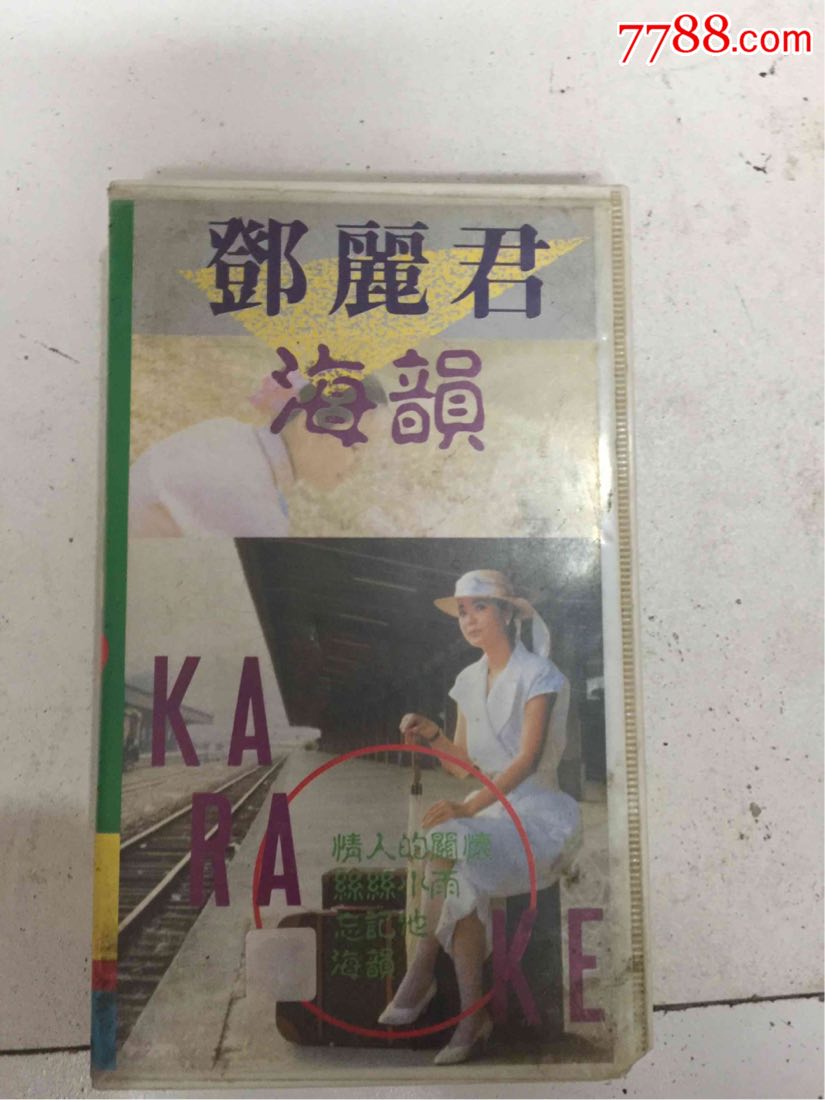 7788.com
鄧麗君
海韻
KA
RA
情人的關懷
絲絲小雨
忘記他
海韻
KE